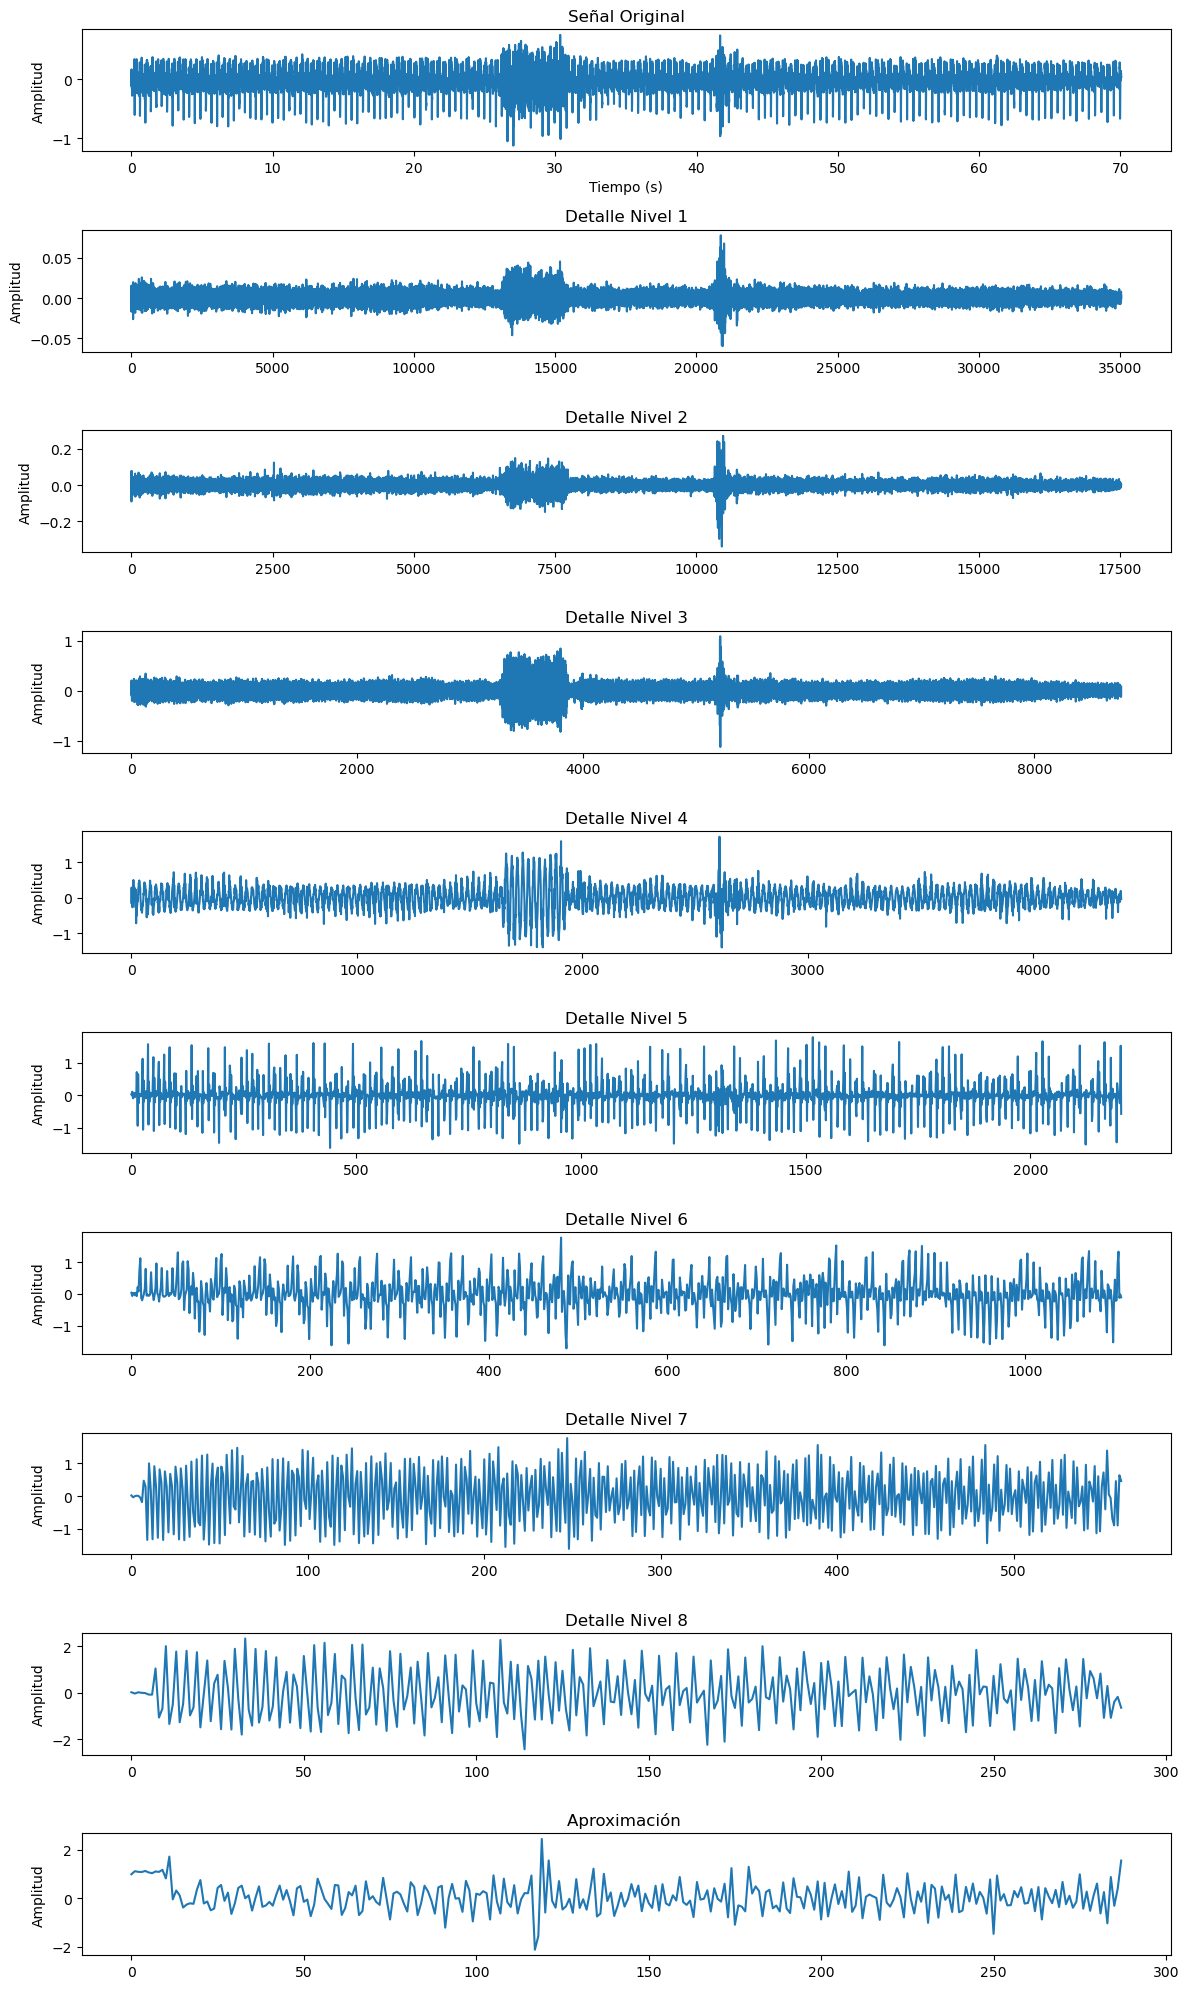 Señal Original
Amplitud
0
−1
0 10 20 30 40 50 60 70
Tiempo (s)
Detalle Nivel 1
Amplitud
0.05
0.00
−0.05
0 5000 10000 15000 20000 25000 30000 35000
Detalle Nivel 2
Amplitud
0.2
0.0
−0.2
0 2500 5000 7500 10000 12500 15000 17500
Detalle Nivel 3
Amplitud
1
0
−1
0 2000 4000 6000 8000
Detalle Nivel 4
Amplitud
1
0
−1
0 1000 2000 3000 4000
Detalle Nivel 5
Amplitud
1
0
−1
0 500 1000 1500 2000
Detalle Nivel 6
Amplitud
1
0
−1
0 200 400 600 800 1000
Detalle Nivel 7
Amplitud
1
0
−1
0 100 200 300 400 500
Detalle Nivel 8
Amplitud
2
0
−2
0 50 100 150 200 250 300
Aproximación
Amplitud
2
0
−2
0 50 100 150 200 250 300